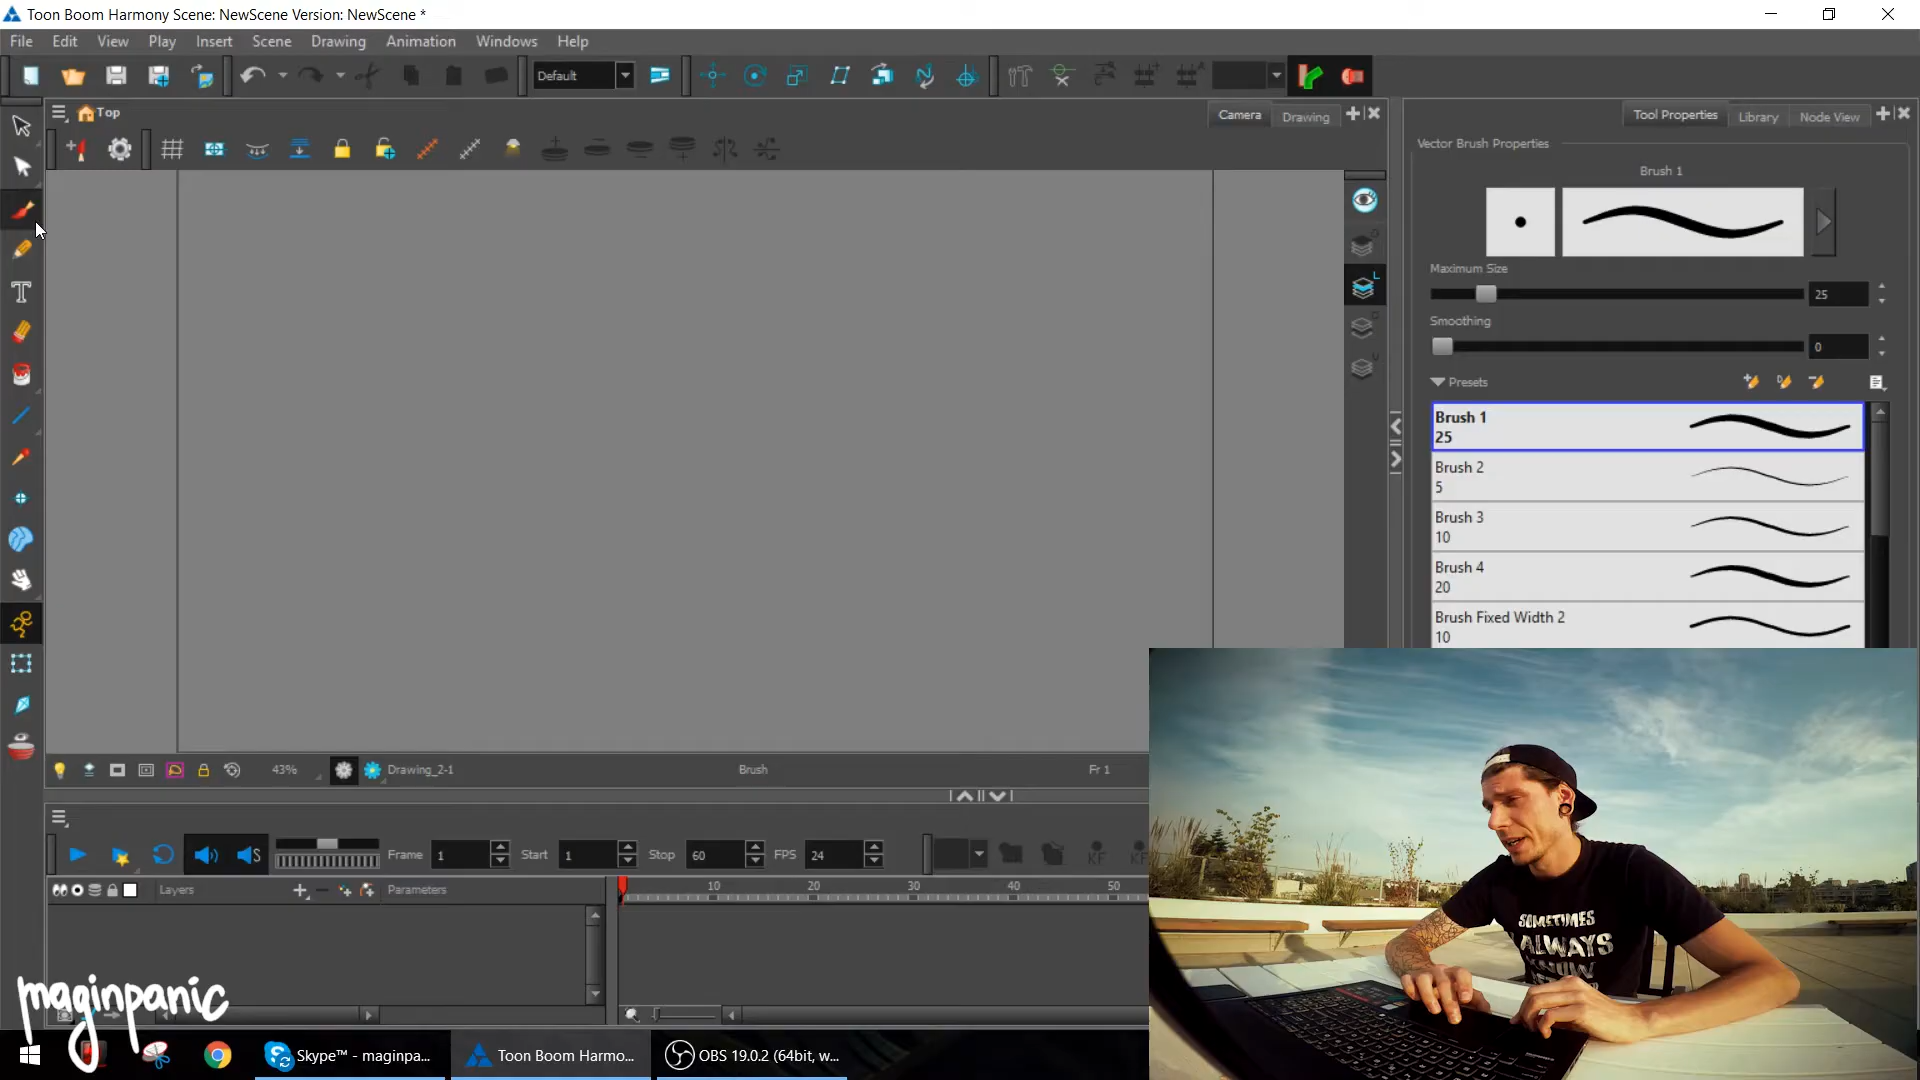 Toon Boom Harmony Scene: NewScene Version: NewScene *
File Edit View Play Insert Scene Drawing Animation Windows Help
Default
Top
Camera Drawing
Tool Properties Library Node View
Vector Brush Properties
Brush 1
Maximum Size
25
Smoothing
0
Presets
Brush 1
25
Brush 2
5
Brush 3
10
Brush 4
20
Brush Fixed Width 2
10
43% Drawing_2-1 Brush Fr 1
Frame 1 Start 1 Stop 60 FPS 24
KF
Layers Parameters
10 20 30 40 50
maginpanic
Skype™ - maginpa...
Toon Boom Harmo...
OBS 19.0.2 (64bit, w...
SOMETIMES
I ALWAYS
KNOW